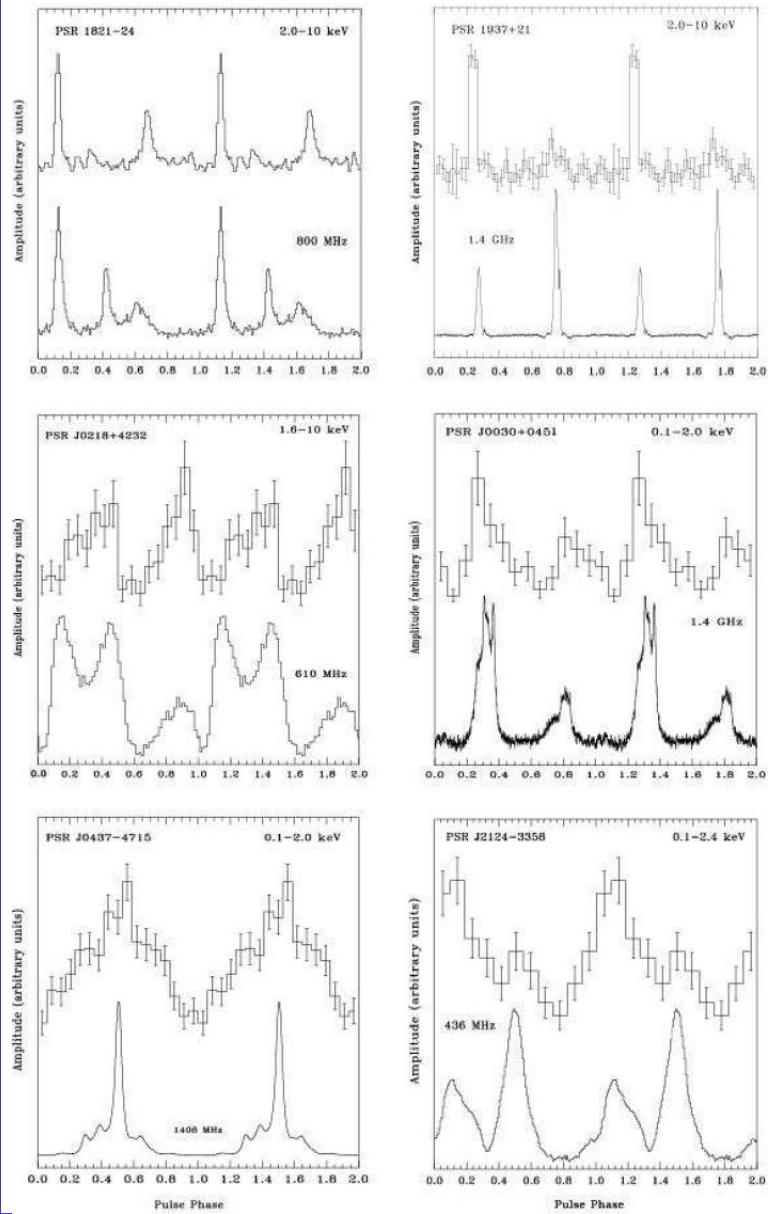 PSR 1821-24 2.0-10 keV
Amplitude (arbitrary units)
800 MHz
Amplitude (arbitrary units)
0.0 0.2 0.4 0.6 0.8 1.0 1.2 1.4 1.6 1.8 2.0
PSR 1937+21 2.0-10 keV
Amplitude (arbitrary units)
1.4 GHz
0.0 0.2 0.4 0.6 0.8 1.0 1.2 1.4 1.6 1.8 2.0
PSR J0218+4232 1.6-10 keV
Amplitude (arbitrary units)
610 MHz
0.0 0.2 0.4 0.6 0.8 1.0 1.2 1.4 1.6 1.8 2.0
PSR J0030+0451 0.1-2.0 keV
Amplitude (arbitrary units)
1.4 GHz
0.0 0.2 0.4 0.6 0.8 1.0 1.2 1.4 1.6 1.8 2.0
PSR J0437-4715 0.1-2.0 keV
Amplitude (arbitrary units)
1408 MHz
0.0 0.2 0.4 0.6 0.8 1.0 1.2 1.4 1.6 1.8 2.0
Pulse Phase
PSR J2124-3358 0.1-2.4 keV
Amplitude (arbitrary units)
436 MHz
0.0 0.2 0.4 0.6 0.8 1.0 1.2 1.4 1.6 1.8 2.0
Pulse Phase